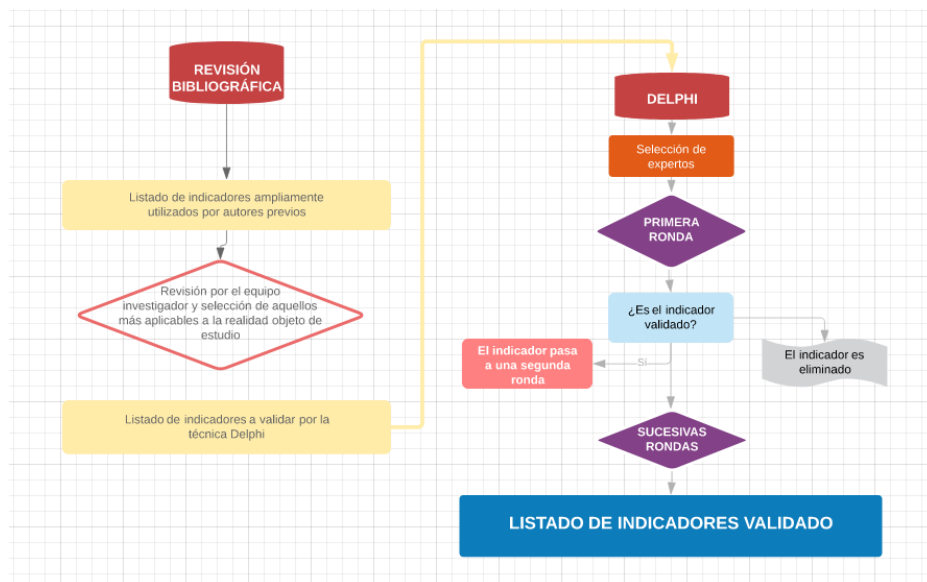 REVISIÓN
BIBLIOGRÁFICA
Listado de indicadores ampliamente
utilizados por autores previos
Revisión por el equipo
investigador y selección de aquellos
más aplicables a la realidad objeto de
estudio
Listado de indicadores a validar por la
técnica Delphi
DELPHI
Selección de
expertos
PRIMERA
RONDA
¿Es el indicador
validado?
SI
El indicador pasa
a una segunda
ronda
El indicador es
eliminado
SUCESIVAS
RONDAS
LISTADO DE INDICADORES VALIDADO